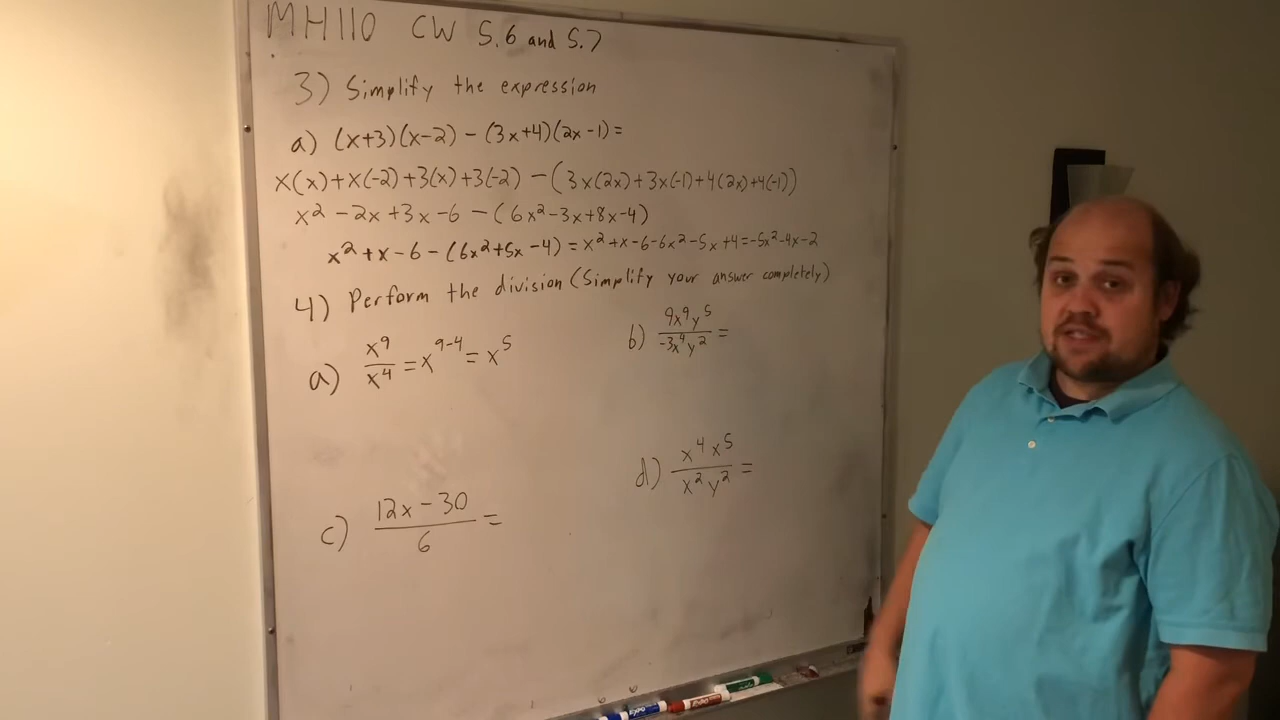 MH110 CW 5.6 and 5.7
3) Simplify the expression
a) (x+3)(x-2) - (3x+4)(2x-1) =
x(x)+x(-2)+3(x)+3(-2) - (3x(2x)+3x(-1)+4(2x)+4(-1))
x² - 2x + 3x - 6 - (6x² - 3x + 8x - 4)
x² + x - 6 - (6x² + 5x - 4) = x² + x - 6 - 6x² - 5x + 4 = -5x² - 4x - 2
4) Perform the division (Simplify your answer completely)
a) x⁹/x⁴ = x⁹⁻⁴ = x⁵
b) 9x⁹y⁵/-3x⁴y² =
c) 12x - 30/6 =
d) x⁴x⁵/x²y² =
EXPO